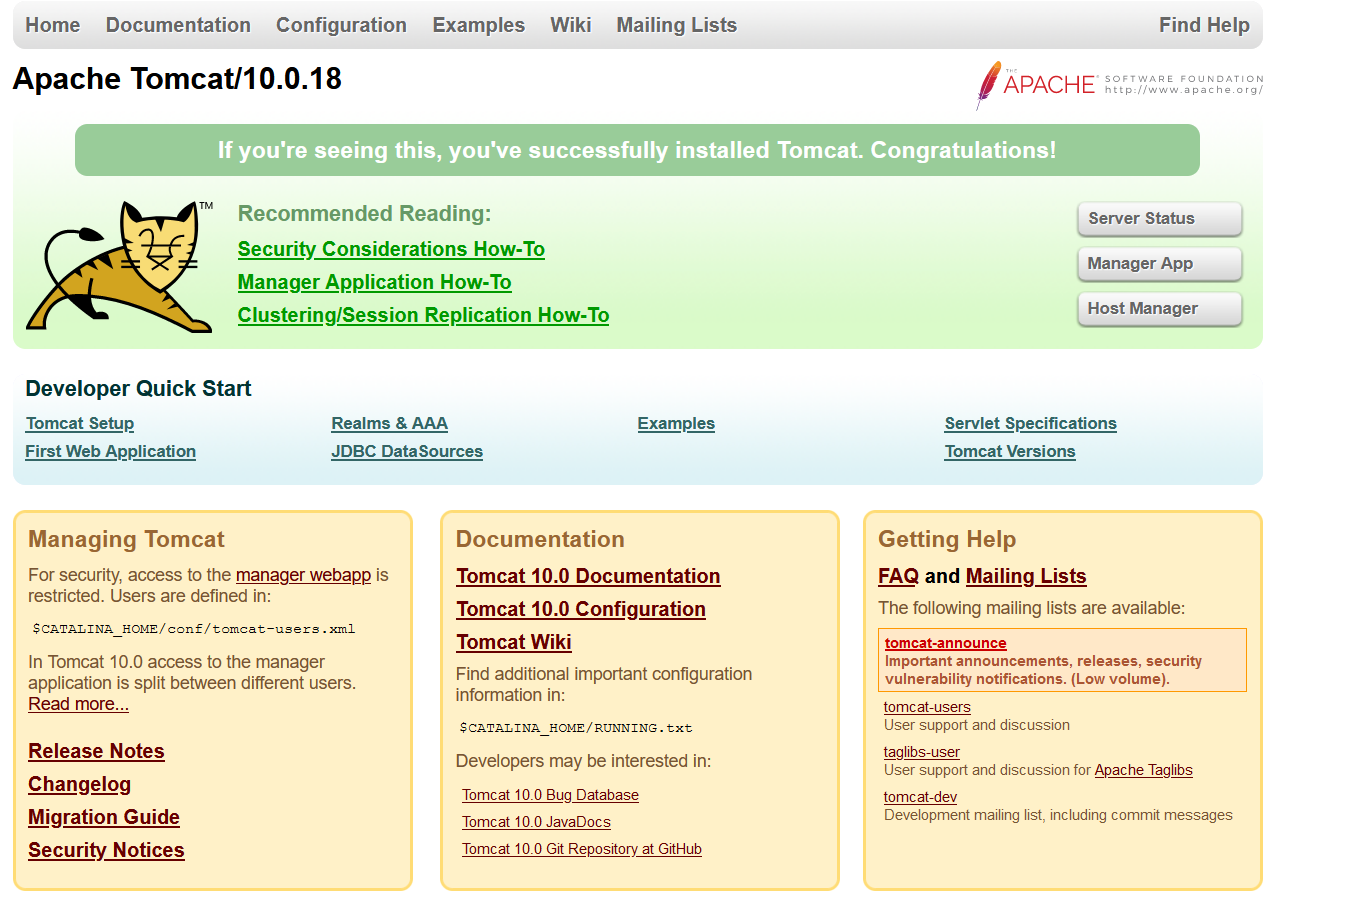 Home Documentation Configuration Examples Wiki Mailing Lists Find Help
Apache Tomcat/10.0.18
THE APACHE® SOFTWARE FOUNDATION
http://www.apache.org/
If you're seeing this, you've successfully installed Tomcat. Congratulations!
TM
Recommended Reading:
Security Considerations How-To
Manager Application How-To
Clustering/Session Replication How-To
Server Status
Manager App
Host Manager
Developer Quick Start
Tomcat Setup
First Web Application
Realms & AAA
JDBC DataSources
Examples
Servlet Specifications
Tomcat Versions
Managing Tomcat
For security, access to the manager webapp is
restricted. Users are defined in:
$CATALINA_HOME/conf/tomcat-users.xml
In Tomcat 10.0 access to the manager
application is split between different users.
Read more...
Release Notes
Changelog
Migration Guide
Security Notices
Documentation
Tomcat 10.0 Documentation
Tomcat 10.0 Configuration
Tomcat Wiki
Find additional important configuration
information in:
$CATALINA_HOME/RUNNING.txt
Developers may be interested in:
Tomcat 10.0 Bug Database
Tomcat 10.0 JavaDocs
Tomcat 10.0 Git Repository at GitHub
Getting Help
FAQ and Mailing Lists
The following mailing lists are available:
tomcat-announce
Important announcements, releases, security
vulnerability notifications. (Low volume).
tomcat-users
User support and discussion
taglibs-user
User support and discussion for Apache Taglibs
tomcat-dev
Development mailing list, including commit messages